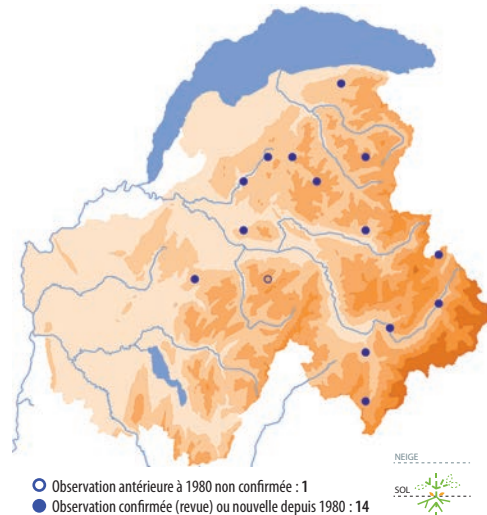 NEIGE
SOL
Observation antérieure à 1980 non confirmée : 1
Observation confirmée (revue) ou nouvelle depuis 1980 : 14